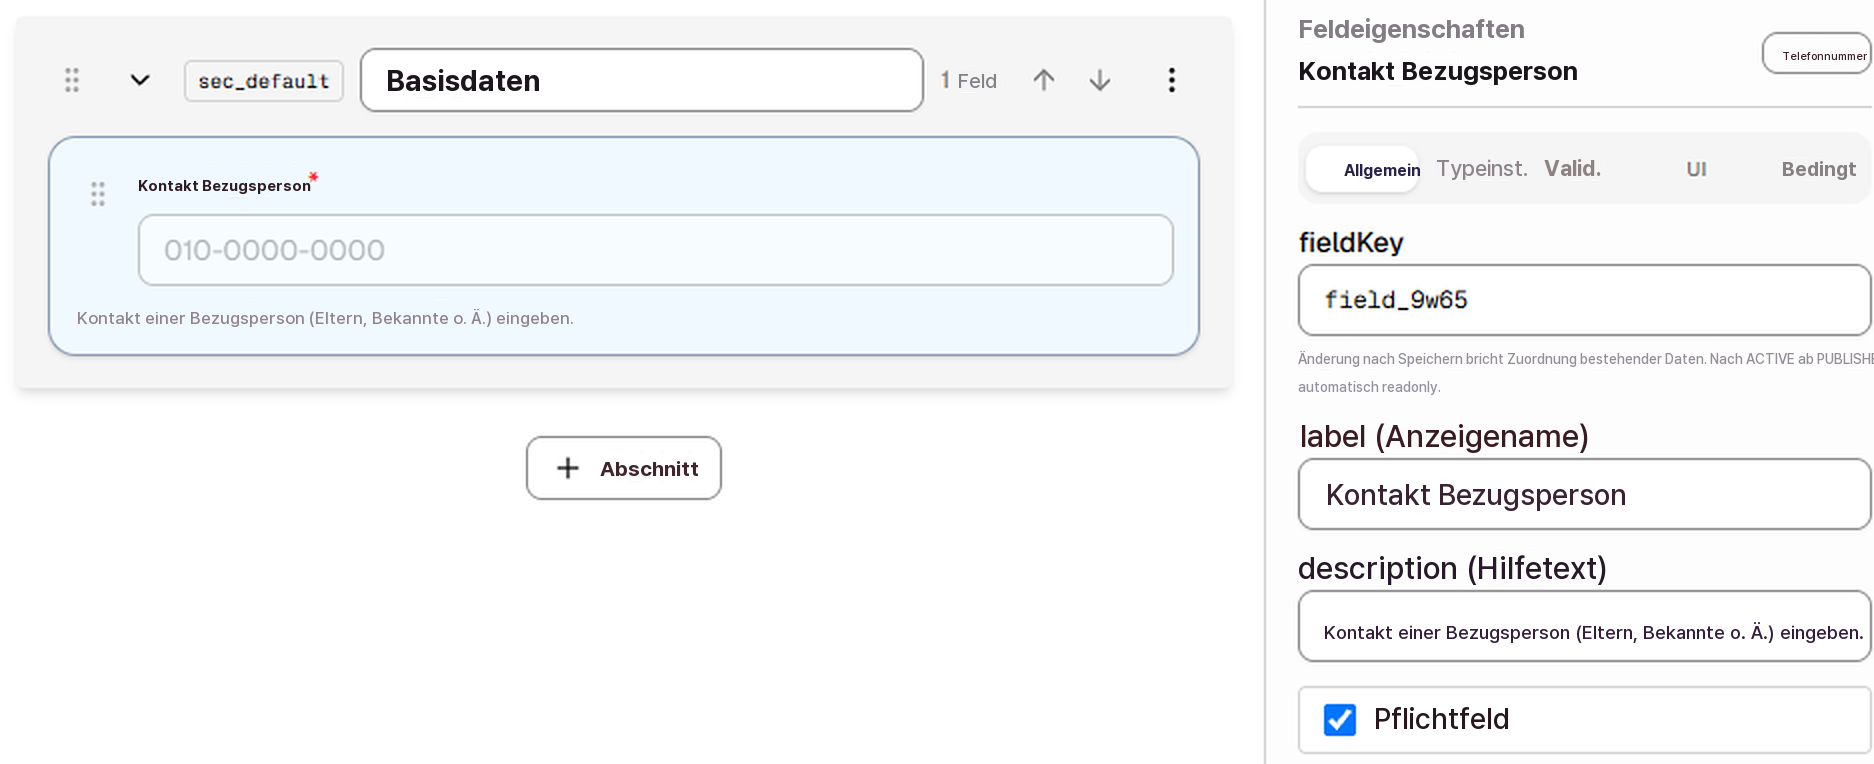 sec_default
Basisdaten
1 Feld
Kontakt Bezugsperson*
010-0000-0000
Kontakt einer Bezugsperson (Eltern, Bekannte o. Ä.) eingeben.
+ Abschnitt
Feldeigenschaften
Kontakt Bezugsperson
Telefonnummer
Allgemein Typeinst. Valid. UI Bedingt
fieldKey
field_9w65
Änderung nach Speichern bricht Zuordnung bestehender Daten. Nach ACTIVE ab PUBLISHE
automatisch readonly.
label (Anzeigename)
Kontakt Bezugsperson
description (Hilfetext)
Kontakt einer Bezugsperson (Eltern, Bekannte o. Ä.) eingeben.
Pflichtfeld